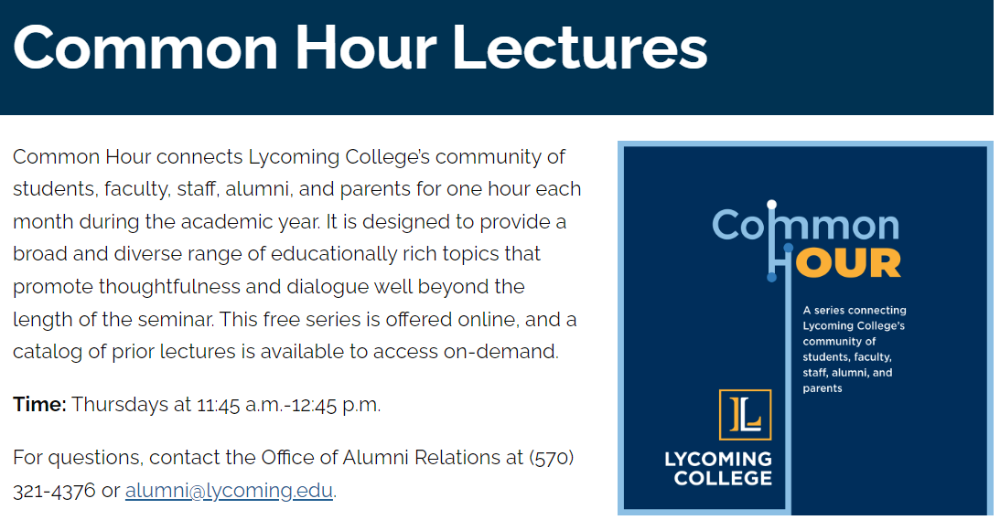 Common Hour Lectures
Common Hour connects Lycoming College's community of
students, faculty, staff, alumni, and parents for one hour each
month during the academic year. It is designed to provide a
broad and diverse range of educationally rich topics that
promote thoughtfulness and dialogue well beyond the
length of the seminar. This free series is offered online, and a
catalog of prior lectures is available to access on-demand.
Time: Thursdays at 11:45 a.m.-12:45 p.m.
For questions, contact the Office of Alumni Relations at (570)
321-4376 or alumni@lycoming.edu.
Common
HOUR
A series connecting
Lycoming College's
community of
students, faculty,
staff, alumni, and
parents
L
LYCOMING
COLLEGE